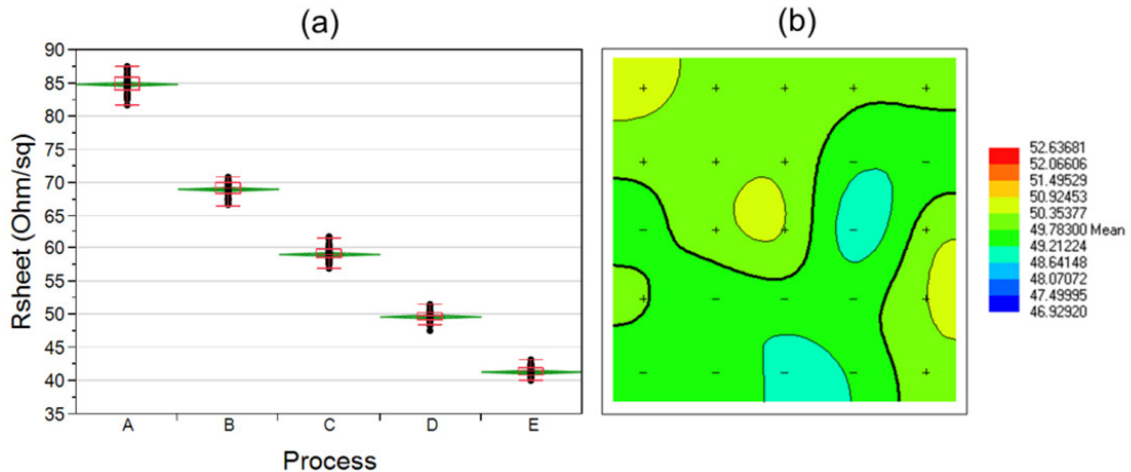 (a)
(b)
Rsheet (Ohm/sq)
90
85
80
75
70
65
60
55
50
45
40
35
A B C D E
Process
+ + + + +
+ + + - -
- - + - +
+ - - - +
- - - - +
52.63681
52.06606
51.49529
50.92453
50.35377
49.78300 Mean
49.21224
48.64148
48.07072
47.49995
46.92920